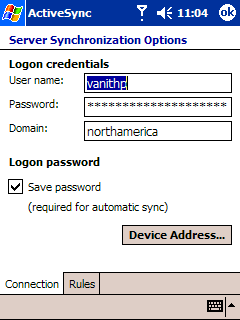 ActiveSync 11:04 ok
Server Synchronization Options
Logon credentials
User name: vanithp
Password: ********************
Domain: northamerica
Logon password
Save password
(required for automatic sync)
Device Address...
Connection Rules